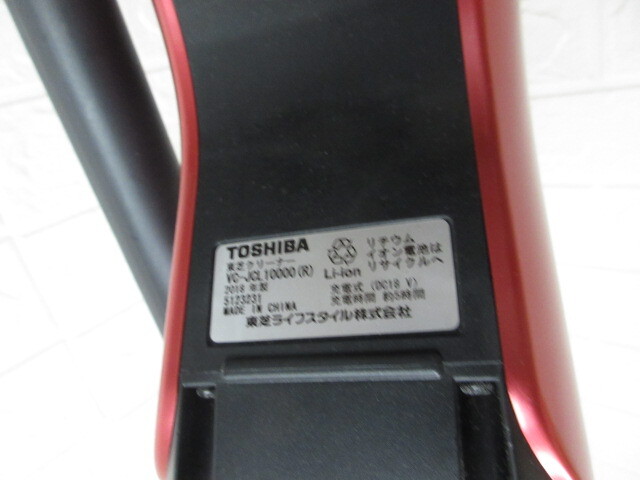 TOSHIBA
東芝クリーナー
VC-JCL10000(R)
2018 年製
5123231
MADE IN CHINA
Li-ion
リチウム
イオン電池は
リサイクルへ
充電式 (DC18 V)
充電時間 約5時間
東芝ライフスタイル株式会社